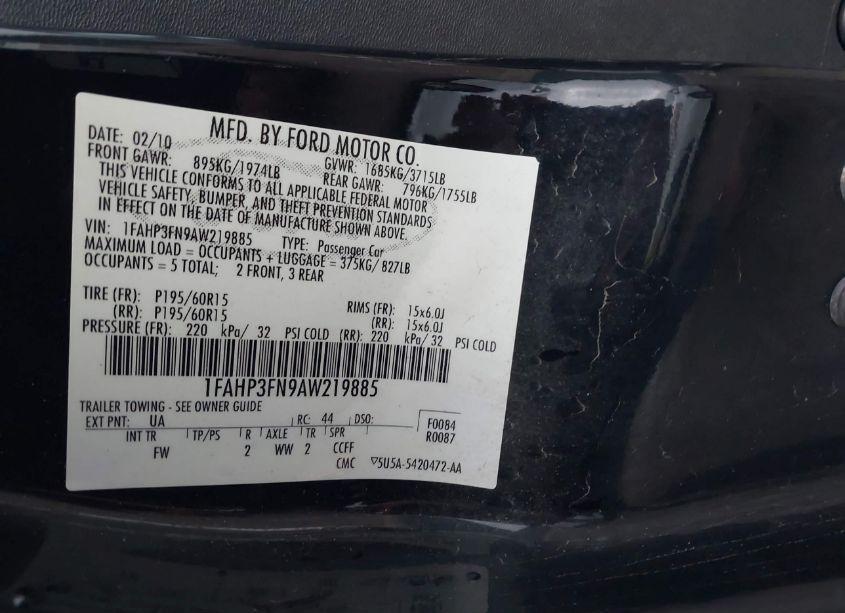 MFD. BY FORD MOTOR CO.
DATE: 02/10 GVWR: 1685KG/3715LB
FRONT GAWR: 895KG/1974LB REAR GAWR: 796KG/1755LB
THIS VEHICLE CONFORMS TO ALL APPLICABLE FEDERAL MOTOR
VEHICLE SAFETY, BUMPER, AND THEFT PREVENTION STANDARDS
IN EFFECT ON THE DATE OF MANUFACTURE SHOWN ABOVE.
VIN: 1FAHP3FN9AW219885 TYPE: Passenger Car
MAXIMUM LOAD = OCCUPANTS + LUGGAGE = 375KG/ 827LB
OCCUPANTS = 5 TOTAL; 2 FRONT, 3 REAR
TIRE (FR): P195/60R15 RIMS (FR): 15x6.0J
(RR): P195/60R15 (RR): 15x6.0J
PRESSURE (FR): 220 kPa/ 32 PSI COLD (RR): 220 kPa/ 32 PSI COLD
1FAHP3FN9AW219885
TRAILER TOWING - SEE OWNER GUIDE
EXT PNT: UA RC: 44 DSO: F0084
INT TR TP/PS R AXLE TR SPR R0087
FW 2 WW 2 CCFF
CMC ▽5U5A-5420472-AA